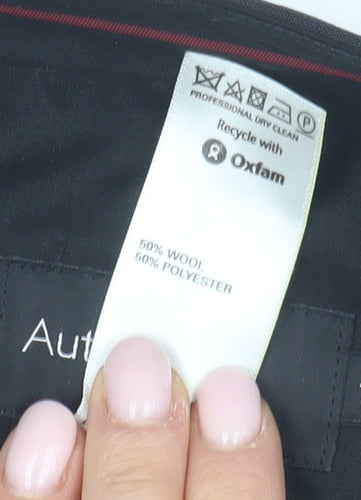 P
PROFESSIONAL DRY CLEAN
Recycle with
Oxfam
50% WOOL
50% POLYESTER
Aut